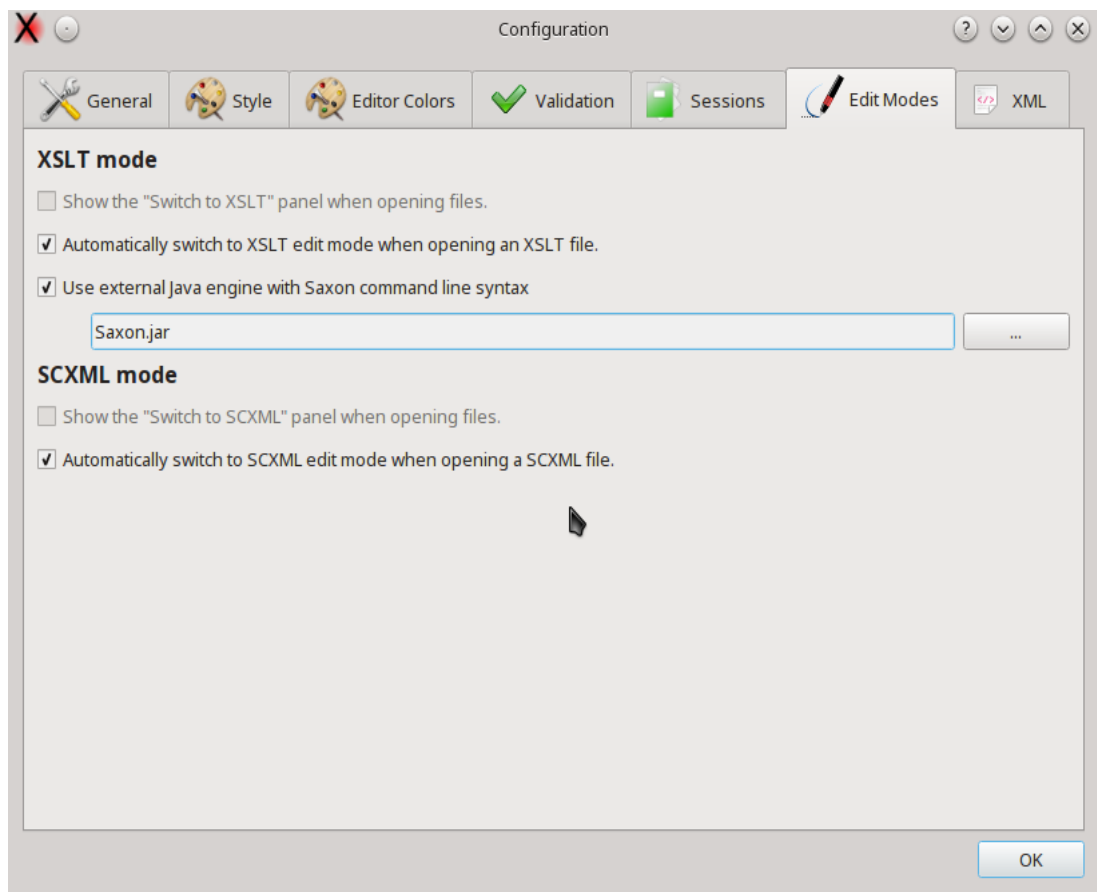 Configuration
General Style Editor Colors Validation Sessions Edit Modes XML
XSLT mode
Show the "Switch to XSLT" panel when opening files.
Automatically switch to XSLT edit mode when opening an XSLT file.
Use external Java engine with Saxon command line syntax
Saxon.jar ...
SCXML mode
Show the "Switch to SCXML" panel when opening files.
Automatically switch to SCXML edit mode when opening a SCXML file.
OK